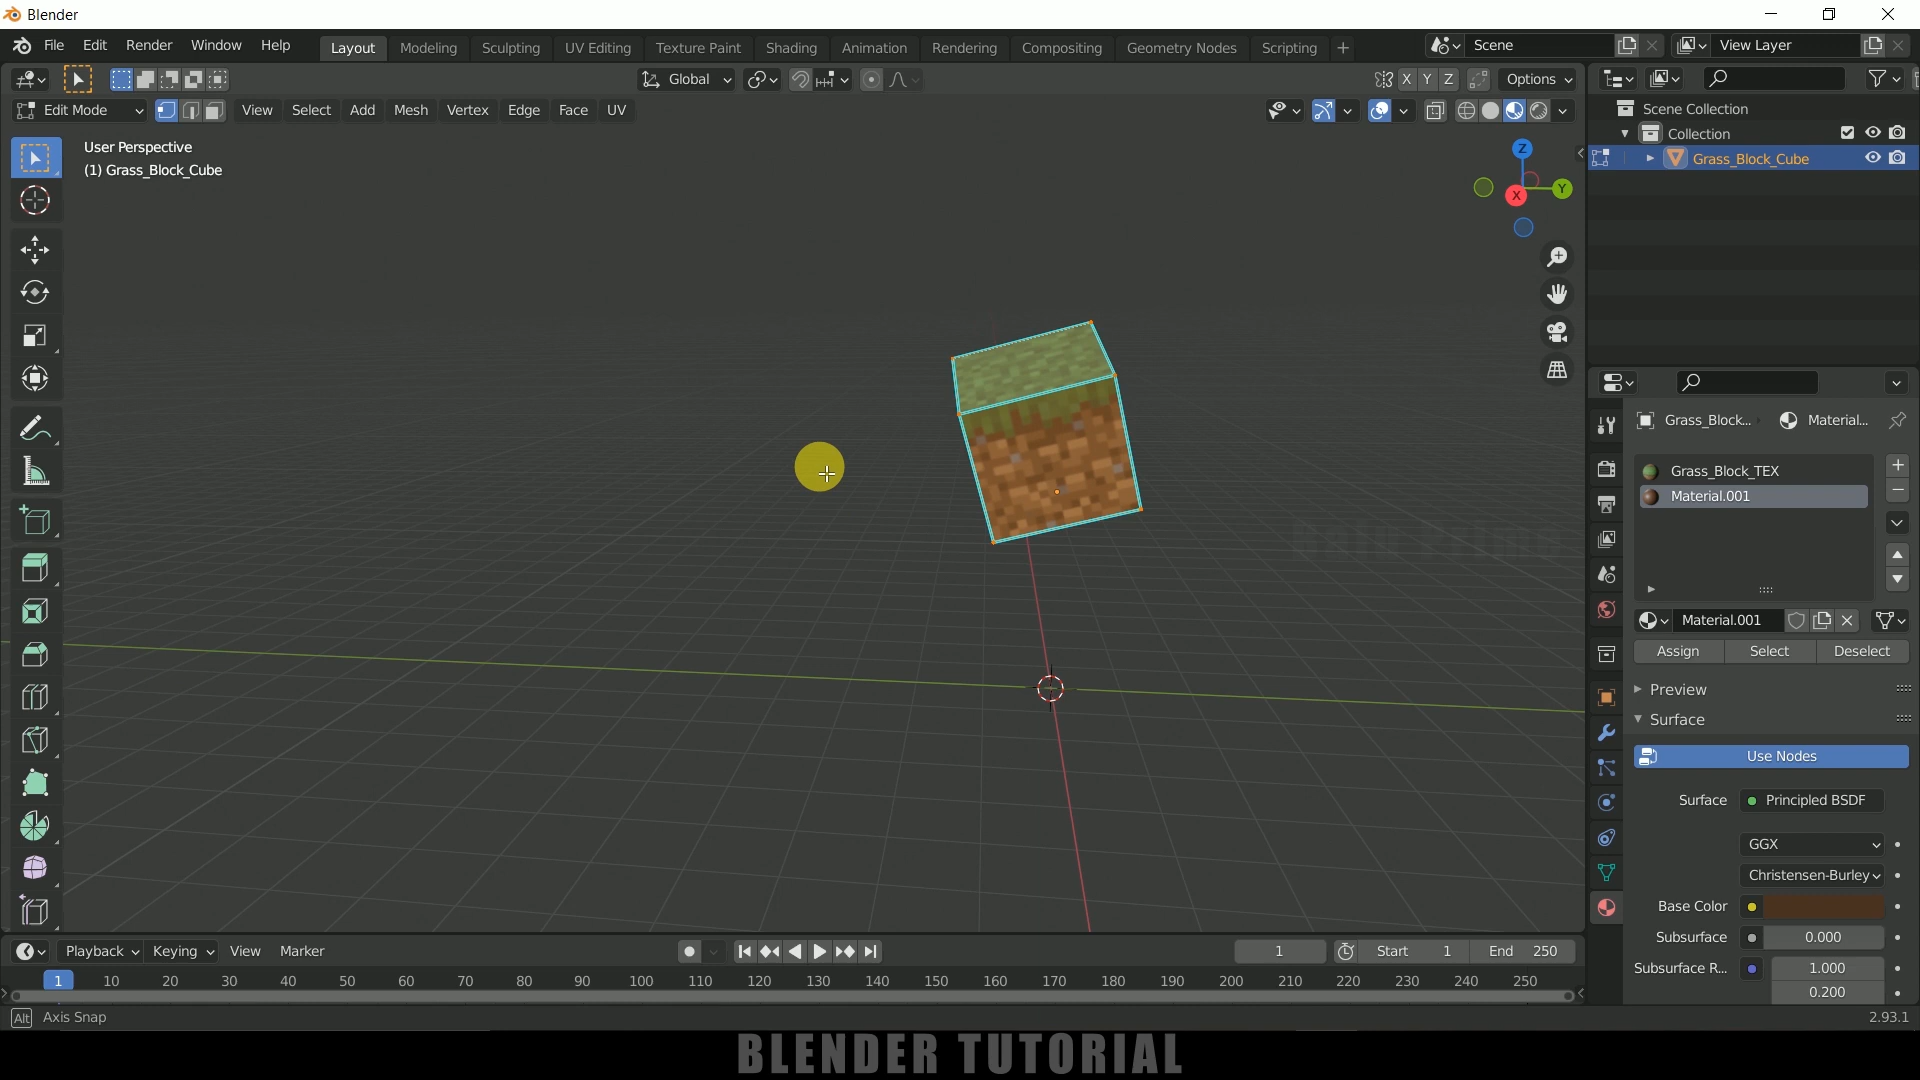 Blender
File Edit Render Window Help Layout Modeling Sculpting UV Editing Texture Paint Shading Animation Rendering Compositing Geometry Nodes Scripting + Scene View Layer
Global X Y Z Options
Edit Mode View Select Add Mesh Vertex Edge Face UV
Scene Collection
Collection
Grass_Block_Cube
User Perspective
(1) Grass_Block_Cube
Z
X Y
Grass_Block... Material...
Grass_Block_TEX
Material.001
Material.001
Assign Select Deselect
Preview
Surface
Use Nodes
Surface Principled BSDF
GGX
Christensen-Burley
Base Color
Subsurface 0.000
Subsurface R... 1.000
0.200
Playback Keying View Marker 1 Start 1 End 250
1 10 20 30 40 50 60 70 80 90 100 110 120 130 140 150 160 170 180 190 200 210 220 230 240 250
Alt Axis Snap 2.93.1
BLENDER TUTORIAL